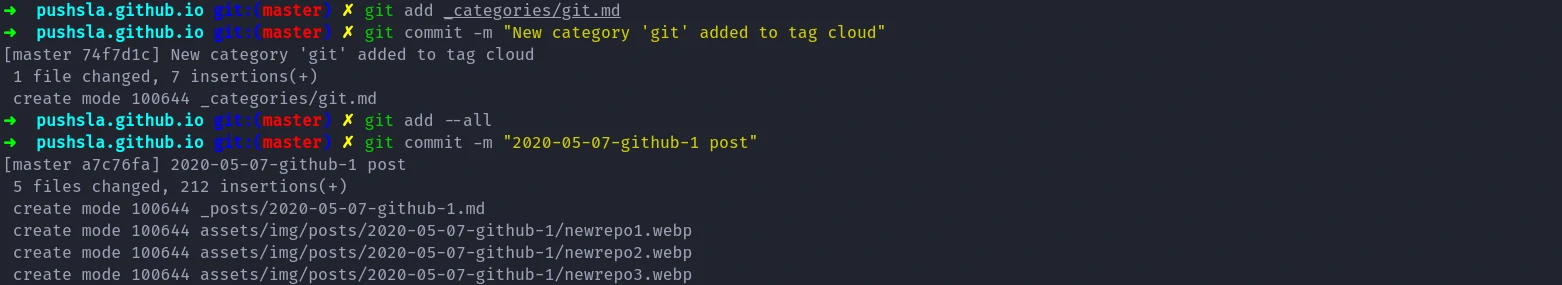 ➜  pushsla.github.io git:(master) ✗ git add _categories/git.md
➜  pushsla.github.io git:(master) ✗ git commit -m "New category 'git' added to tag cloud"
[master 74f7d1c] New category 'git' added to tag cloud
 1 file changed, 7 insertions(+)
 create mode 100644 _categories/git.md
➜  pushsla.github.io git:(master) ✗ git add --all
➜  pushsla.github.io git:(master) ✗ git commit -m "2020-05-07-github-1 post"
[master a7c76fa] 2020-05-07-github-1 post
 5 files changed, 212 insertions(+)
 create mode 100644 _posts/2020-05-07-github-1.md
 create mode 100644 assets/img/posts/2020-05-07-github-1/newrepo1.webp
 create mode 100644 assets/img/posts/2020-05-07-github-1/newrepo2.webp
 create mode 100644 assets/img/posts/2020-05-07-github-1/newrepo3.webp